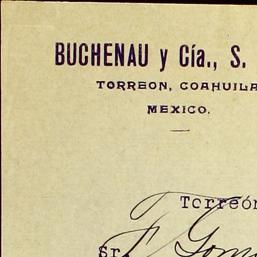 BUCHENAU y Cía., S.
TORREON, COAHUILA
MEXICO.
Torreón
Sr.